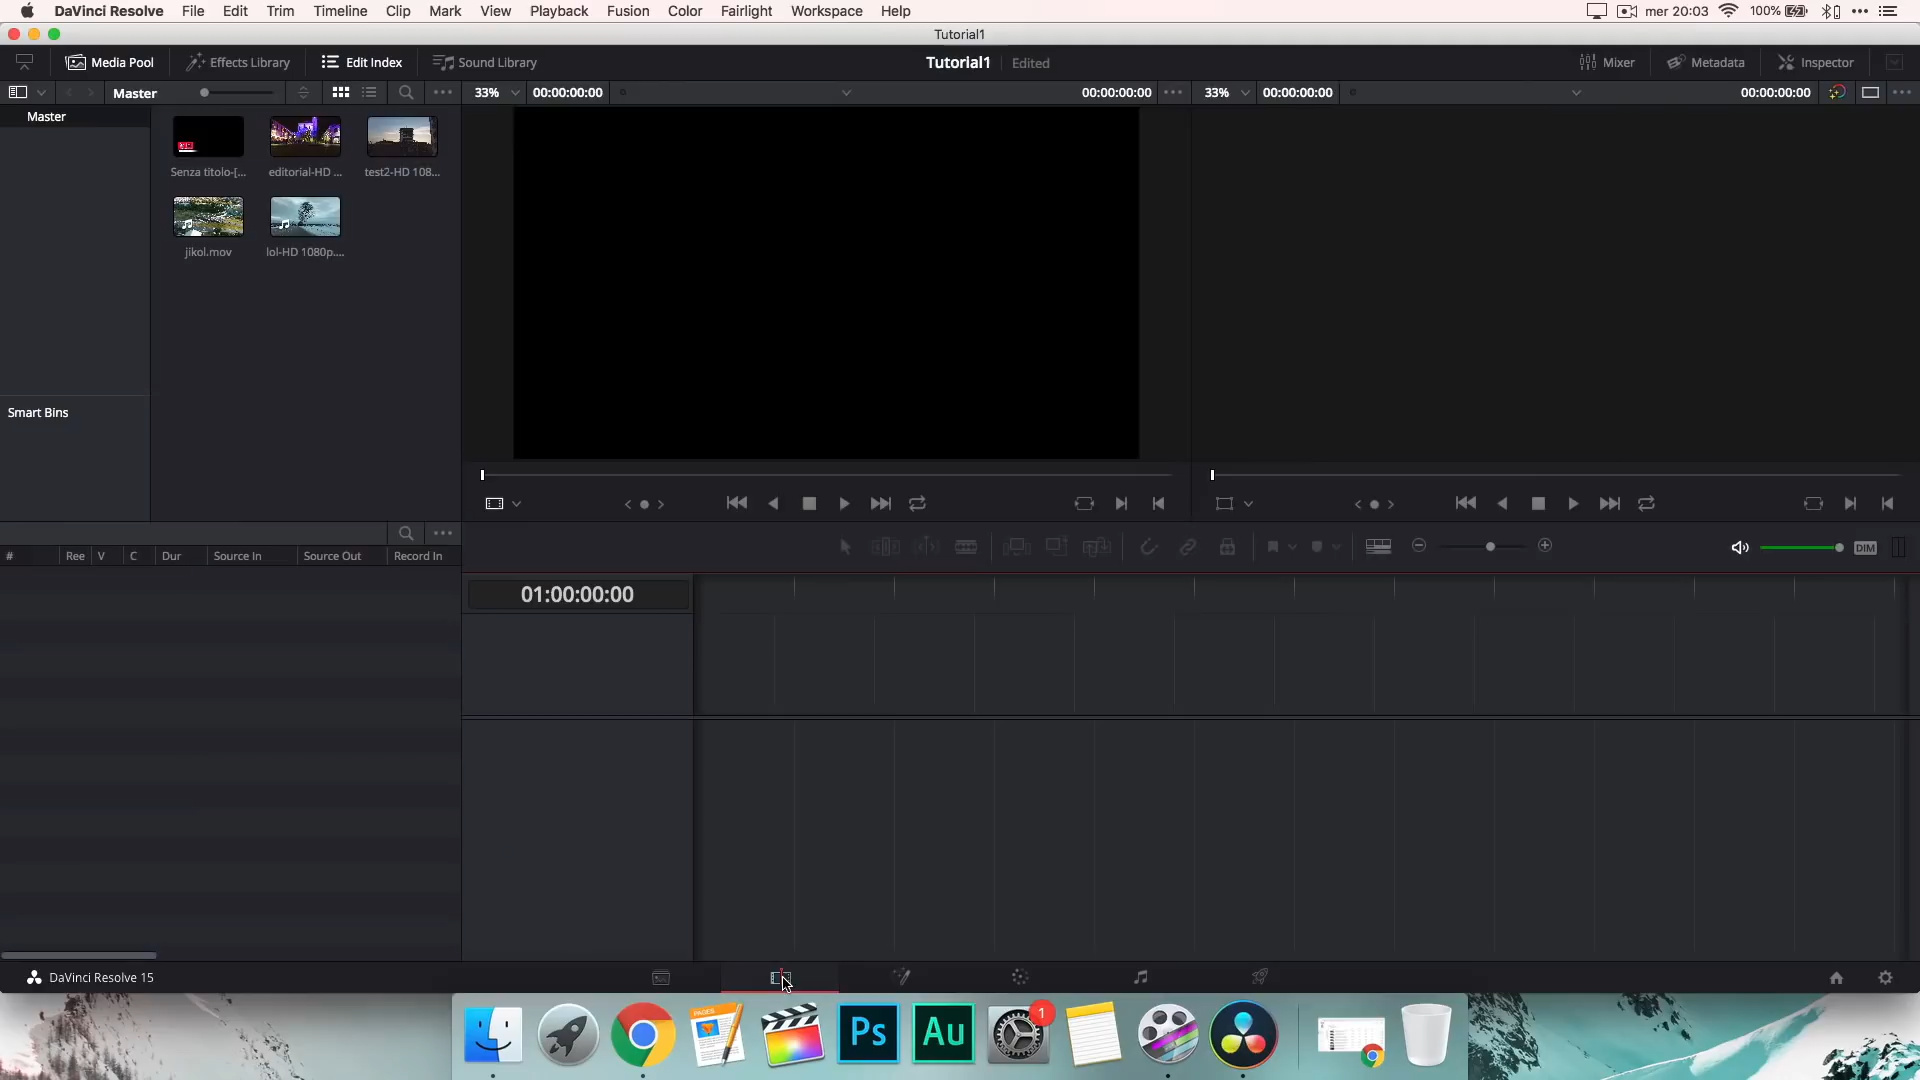 DaVinci Resolve File Edit Trim Timeline Clip Mark View Playback Fusion Color Fairlight Workspace Help mer 20:03 100%
Tutorial1
Media Pool Effects Library Edit Index Sound Library Tutorial1 Edited Mixer Metadata Inspector
Master 33% 00:00:00:00 00:00:00:00 33% 00:00:00:00 00:00:00:00
Master
Senza titolo-[... editorial-HD ... test2-HD 108...
jikol.mov lol-HD 1080p....
Smart Bins
# Ree V C Dur Source In Source Out Record In
DIM
01:00:00:00
DaVinci Resolve 15
PAGES
Ps Au 1